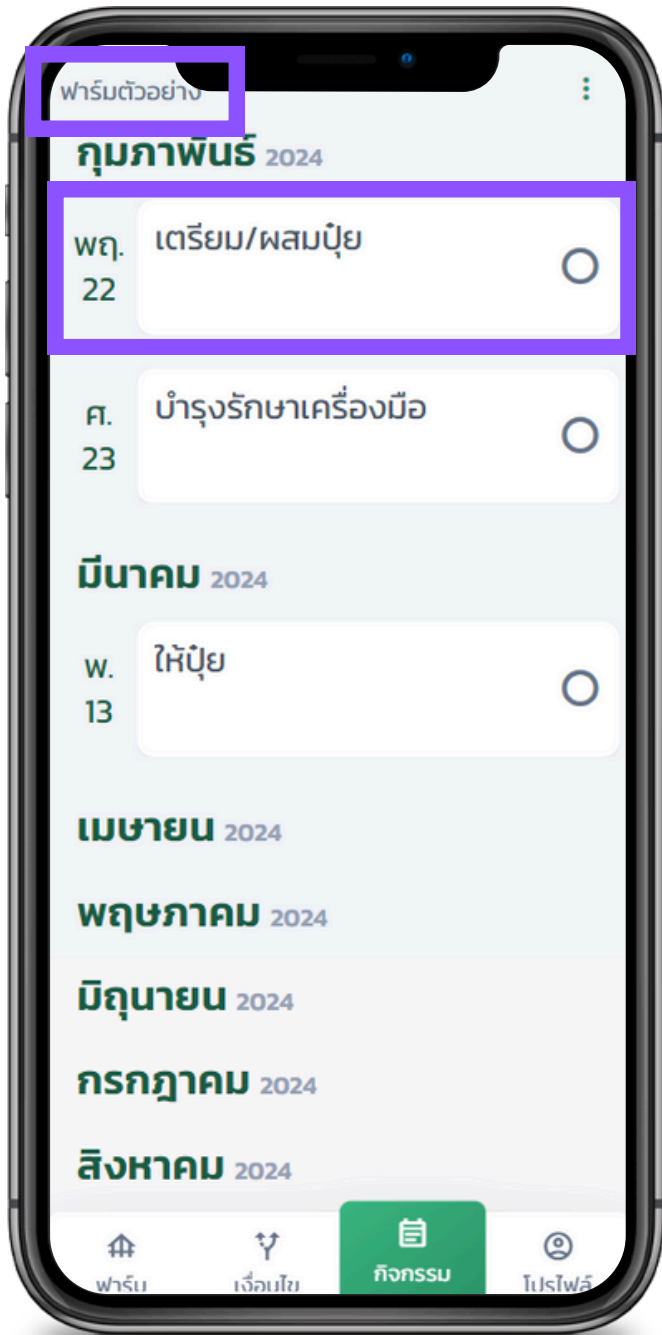 ฟาร์มตัวอย่าง
กุมภาพันธ์ 2024
พฤ.
22
เตรียม/ผสมปุ๋ย
ศ.
23
บำรุงรักษาเครื่องมือ
มีนาคม 2024
พ.
13
ให้ปุ๋ย
เมษายน 2024
พฤษภาคม 2024
มิถุนายน 2024
กรกฎาคม 2024
สิงหาคม 2024
ฟาร์ม เงื่อนไข กิจกรรม โปรไฟล์